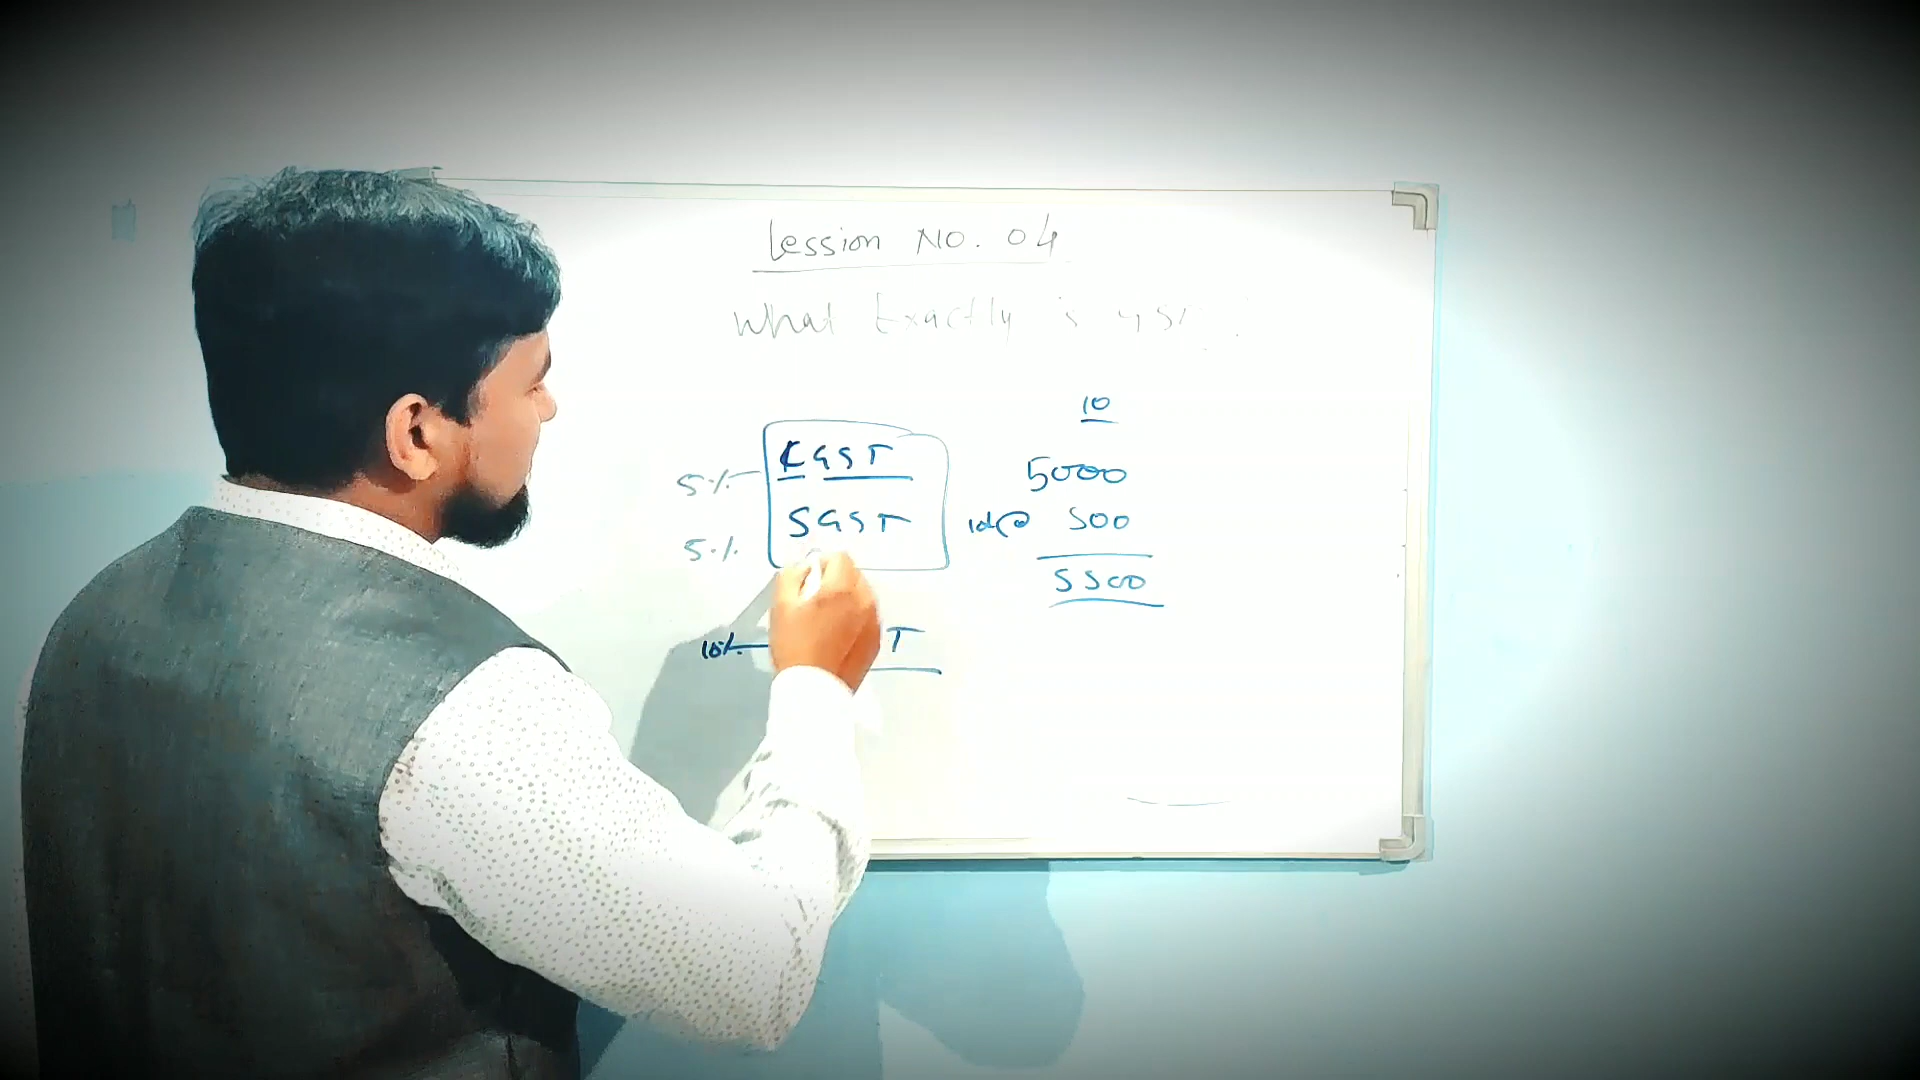 Lession No. 04
What Exactly is GST ?
5% CGST
5% SGST
10% T
10
5000
10% 500
5500